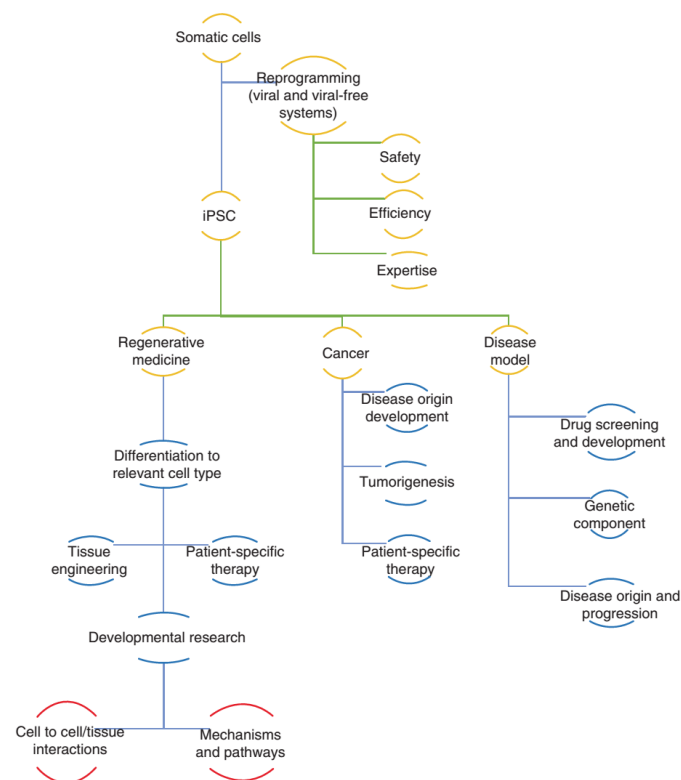 Somatic cells
Reprogramming
(viral and viral-free
systems)
Safety
Efficiency
iPSC
Expertise
Regenerative
medicine
Cancer
Disease
model
Disease origin
development
Drug screening
and development
Differentiation to
relevant cell type
Tumorigenesis
Genetic
component
Tissue
engineering
Patient-specific
therapy
Patient-specific
therapy
Disease origin and
progression
Developmental research
Cell to cell/tissue
interactions
Mechanisms
and pathways